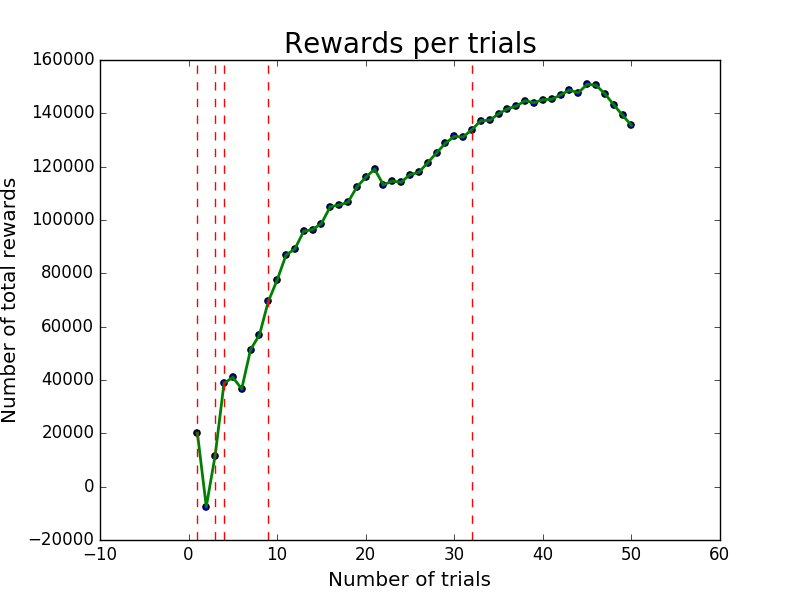 Rewards per trials
160000
140000
120000
100000
80000
60000
40000
20000
0
−20000
Number of total rewards
−10 0 10 20 30 40 50 60
Number of trials